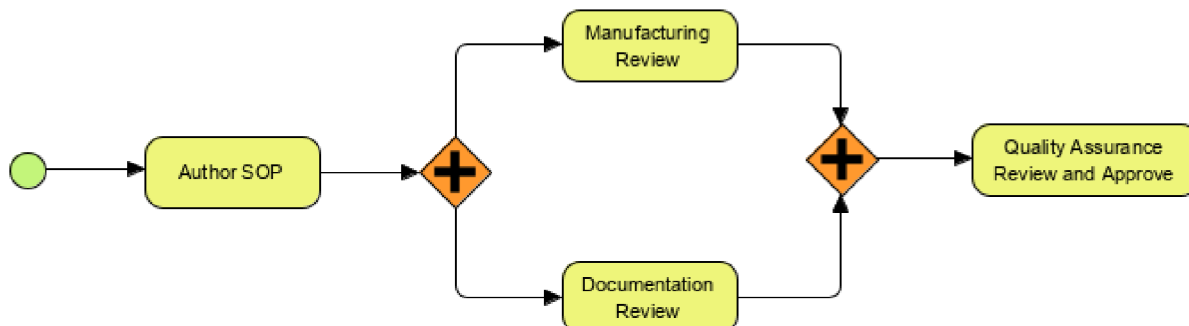 Manufacturing
Review
Author SOP
Quality Assurance
Review and Approve
Documentation
Review